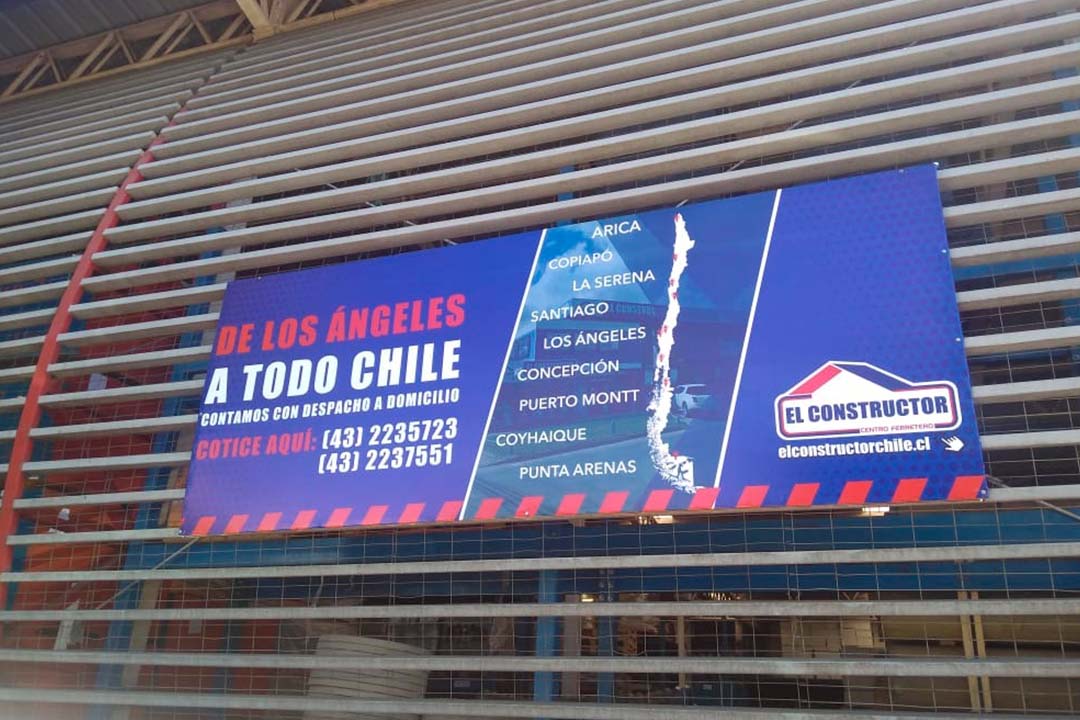 DE LOS ÁNGELES
A TODO CHILE
CONTAMOS CON DESPACHO A DOMICILIO
COTICE AQUÍ: (43) 2235723
(43) 2237551
ARICA
COPIAPÓ
LA SERENA
SANTIAGO
LOS ÁNGELES
CONCEPCIÓN
PUERTO MONTT
COYHAIQUE
PUNTA ARENAS
EL CONSTRUCTOR
CENTRO FERRETERO
elconstructorchile.cl